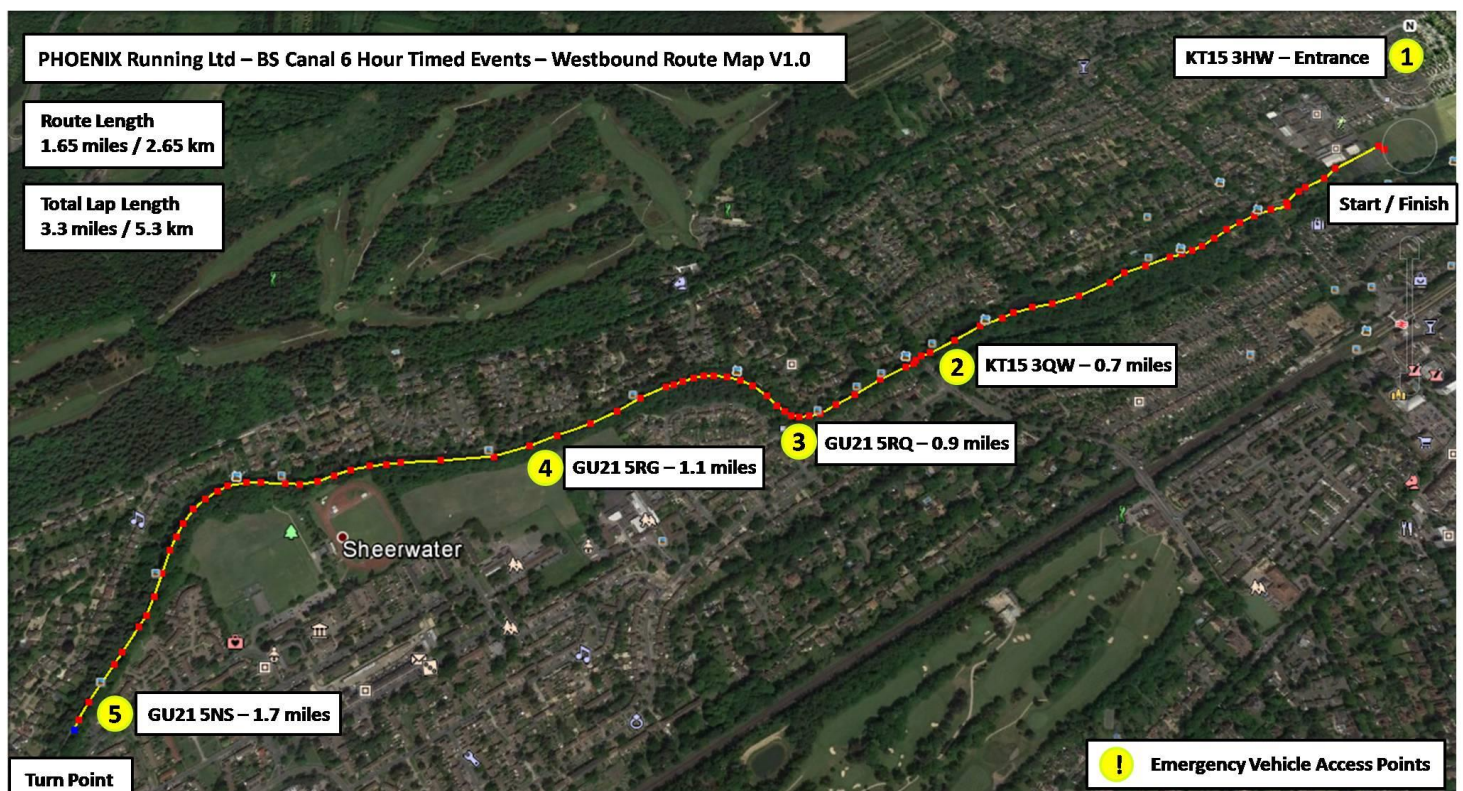 PHOENIX Running Ltd – BS Canal 6 Hour Timed Events – Westbound Route Map V1.0
KT15 3HW – Entrance
1
N
Route Length
1.65 miles / 2.65 km
Total Lap Length
3.3 miles / 5.3 km
Start / Finish
2
KT15 3QW – 0.7 miles
3
GU21 5RQ – 0.9 miles
4
GU21 5RG – 1.1 miles
Sheerwater
5
GU21 5NS – 1.7 miles
Turn Point
!
Emergency Vehicle Access Points